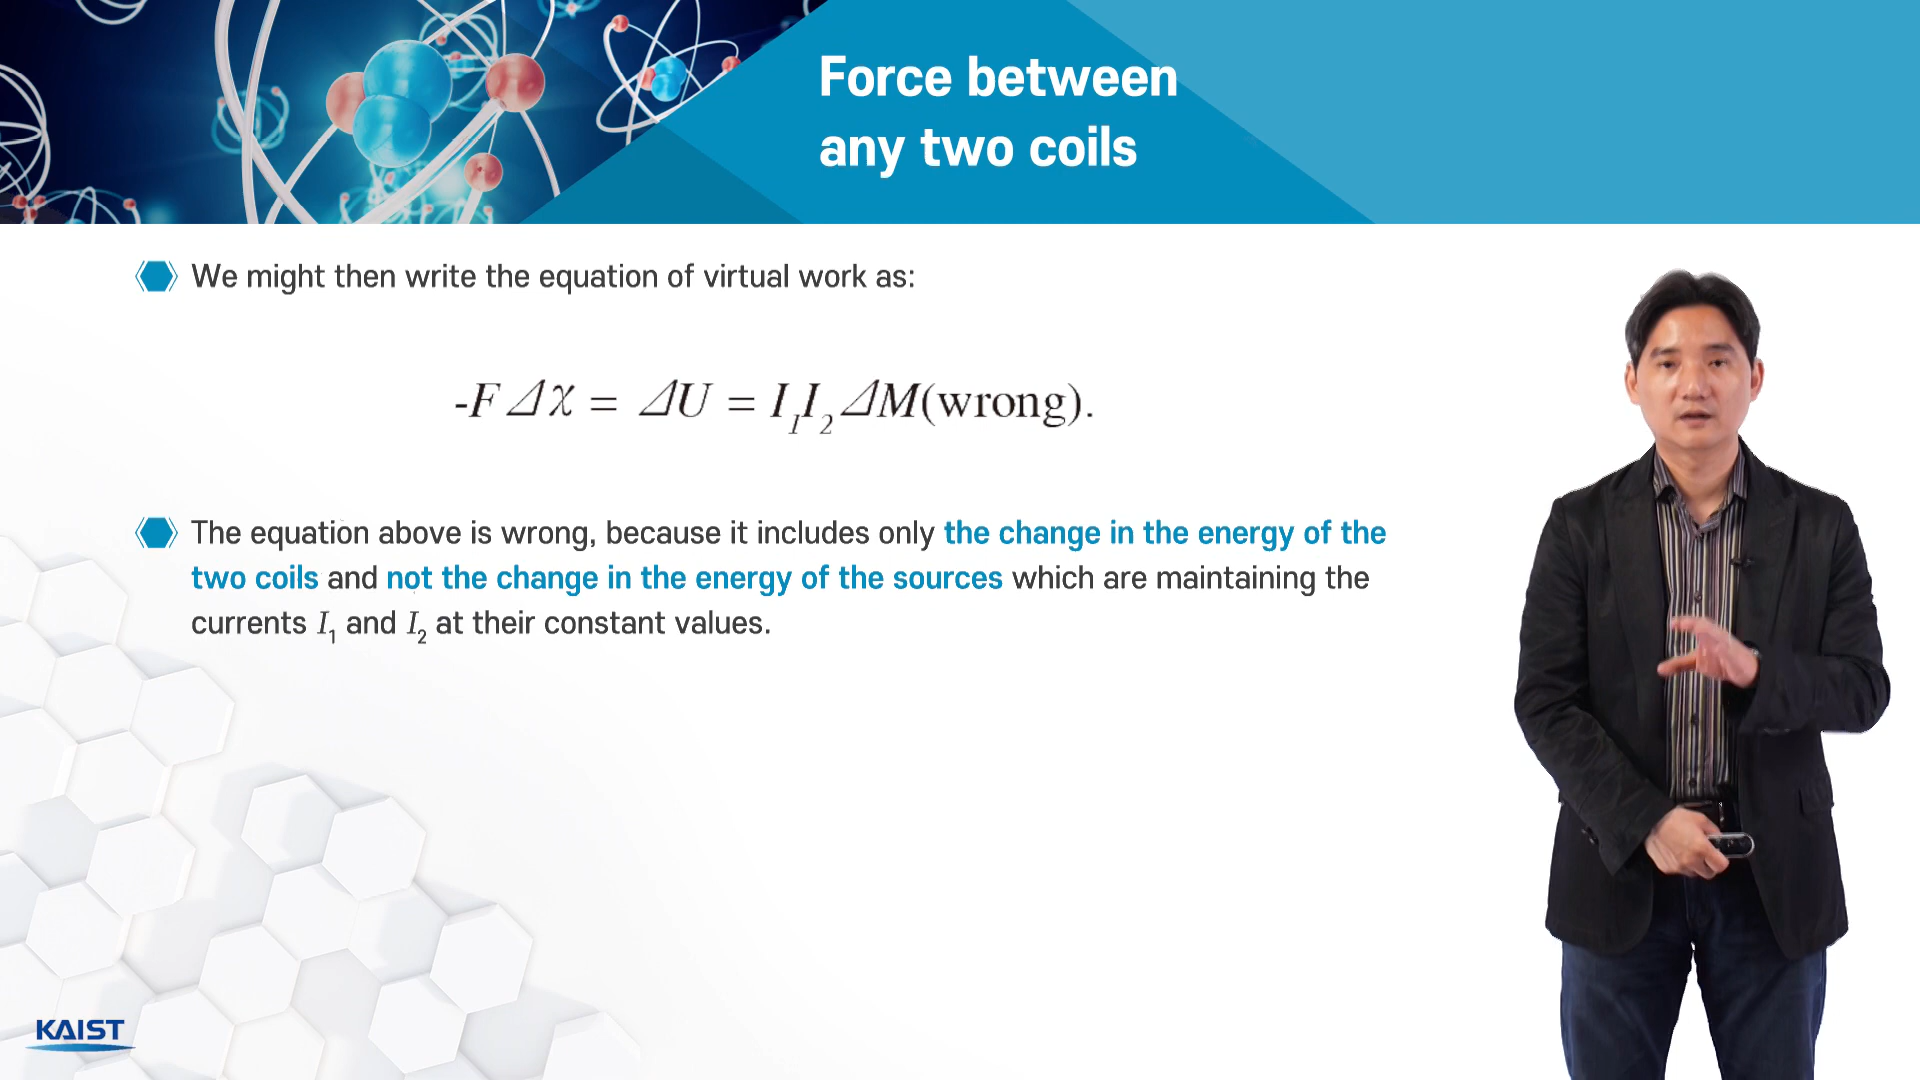 Force between
any two coils
We might then write the equation of virtual work as:
-FΔx = ΔU = I₁I₂ΔM(wrong).
The equation above is wrong, because it includes only the change in the energy of the
two coils and not the change in the energy of the sources which are maintaining the
currents I₁ and I₂ at their constant values.
KAIST